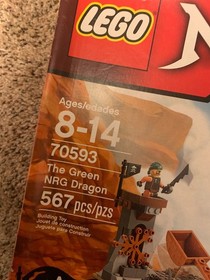 LEGO
N
Ages/edades
8-14
70593
The Green
NRG Dragon
567 pcs/pzs
Building Toy
Jouet de construction
Juguete para Construir